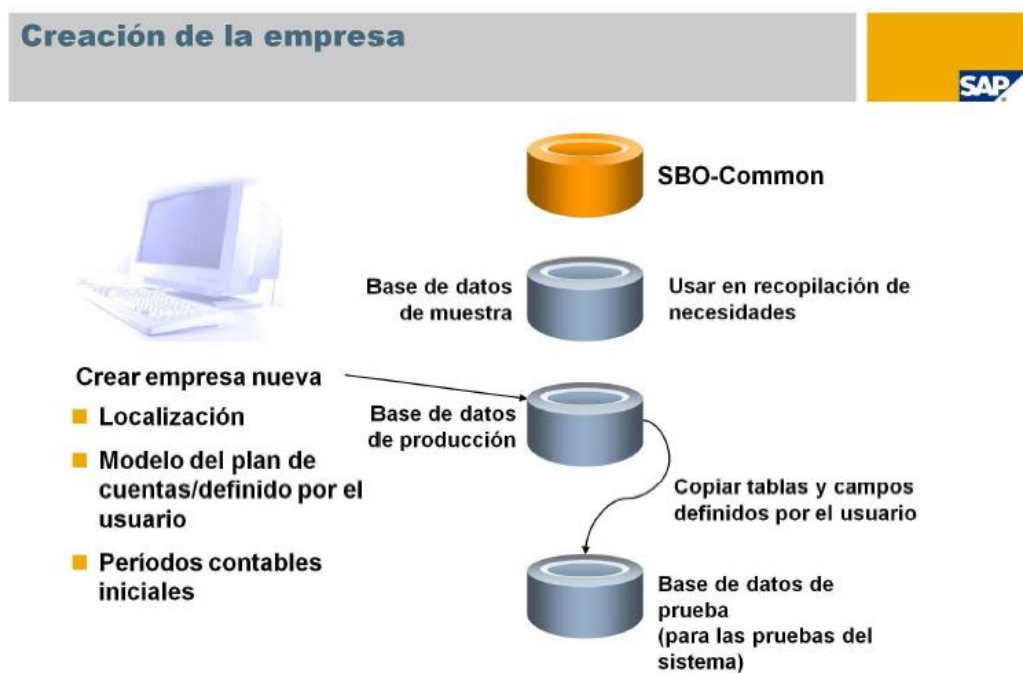 Creación de la empresa
SAP
SBO-Common
Base de datos
de muestra
Usar en recopilación de
necesidades
Crear empresa nueva
Localización
Modelo del plan de
cuentas/definido por el
usuario
Períodos contables
iniciales
Base de datos
de producción
Copiar tablas y campos
definidos por el usuario
Base de datos de
prueba
(para las pruebas del
sistema)